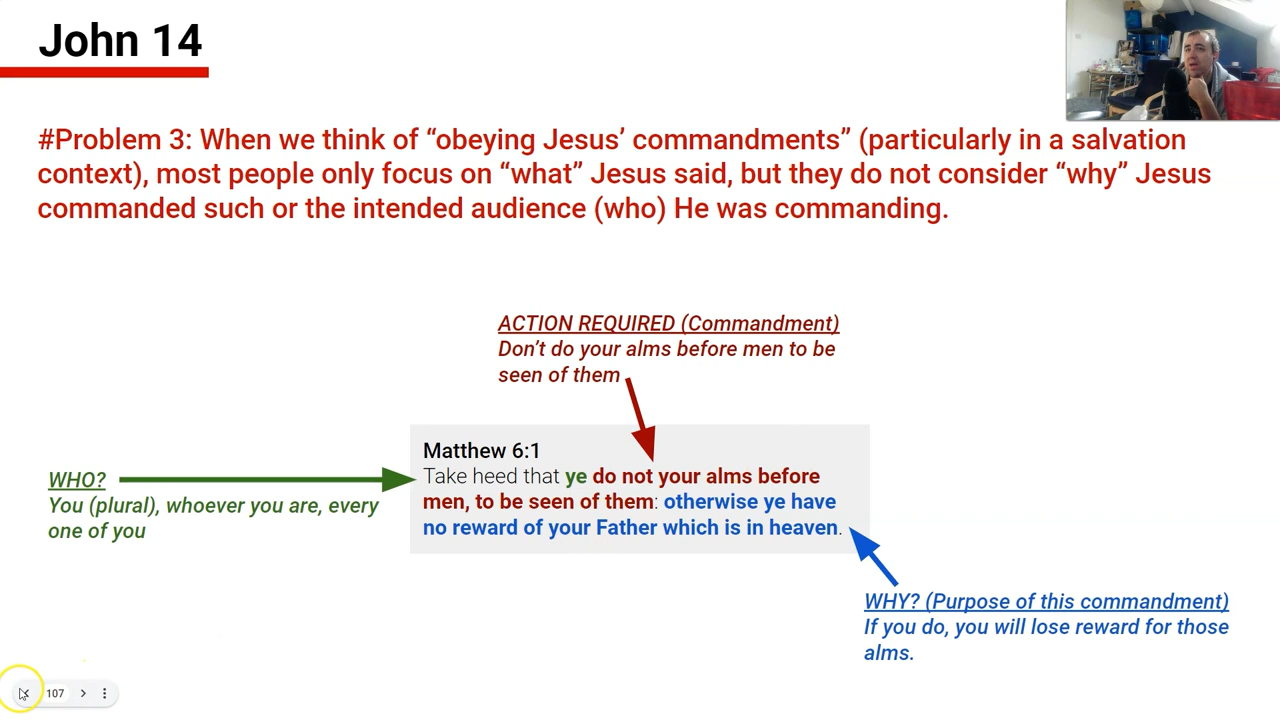 John 14
#Problem 3: When we think of “obeying Jesus’ commandments” (particularly in a salvation
context), most people only focus on “what” Jesus said, but they do not consider “why” Jesus
commanded such or the intended audience (who) He was commanding.
ACTION REQUIRED (Commandment)
Don’t do your alms before men to be
seen of them
Matthew 6:1
Take heed that ye do not your alms before
men, to be seen of them: otherwise ye have
no reward of your Father which is in heaven.
WHO?
You (plural), whoever you are, every
one of you
WHY? (Purpose of this commandment)
If you do, you will lose reward for those
alms.
107